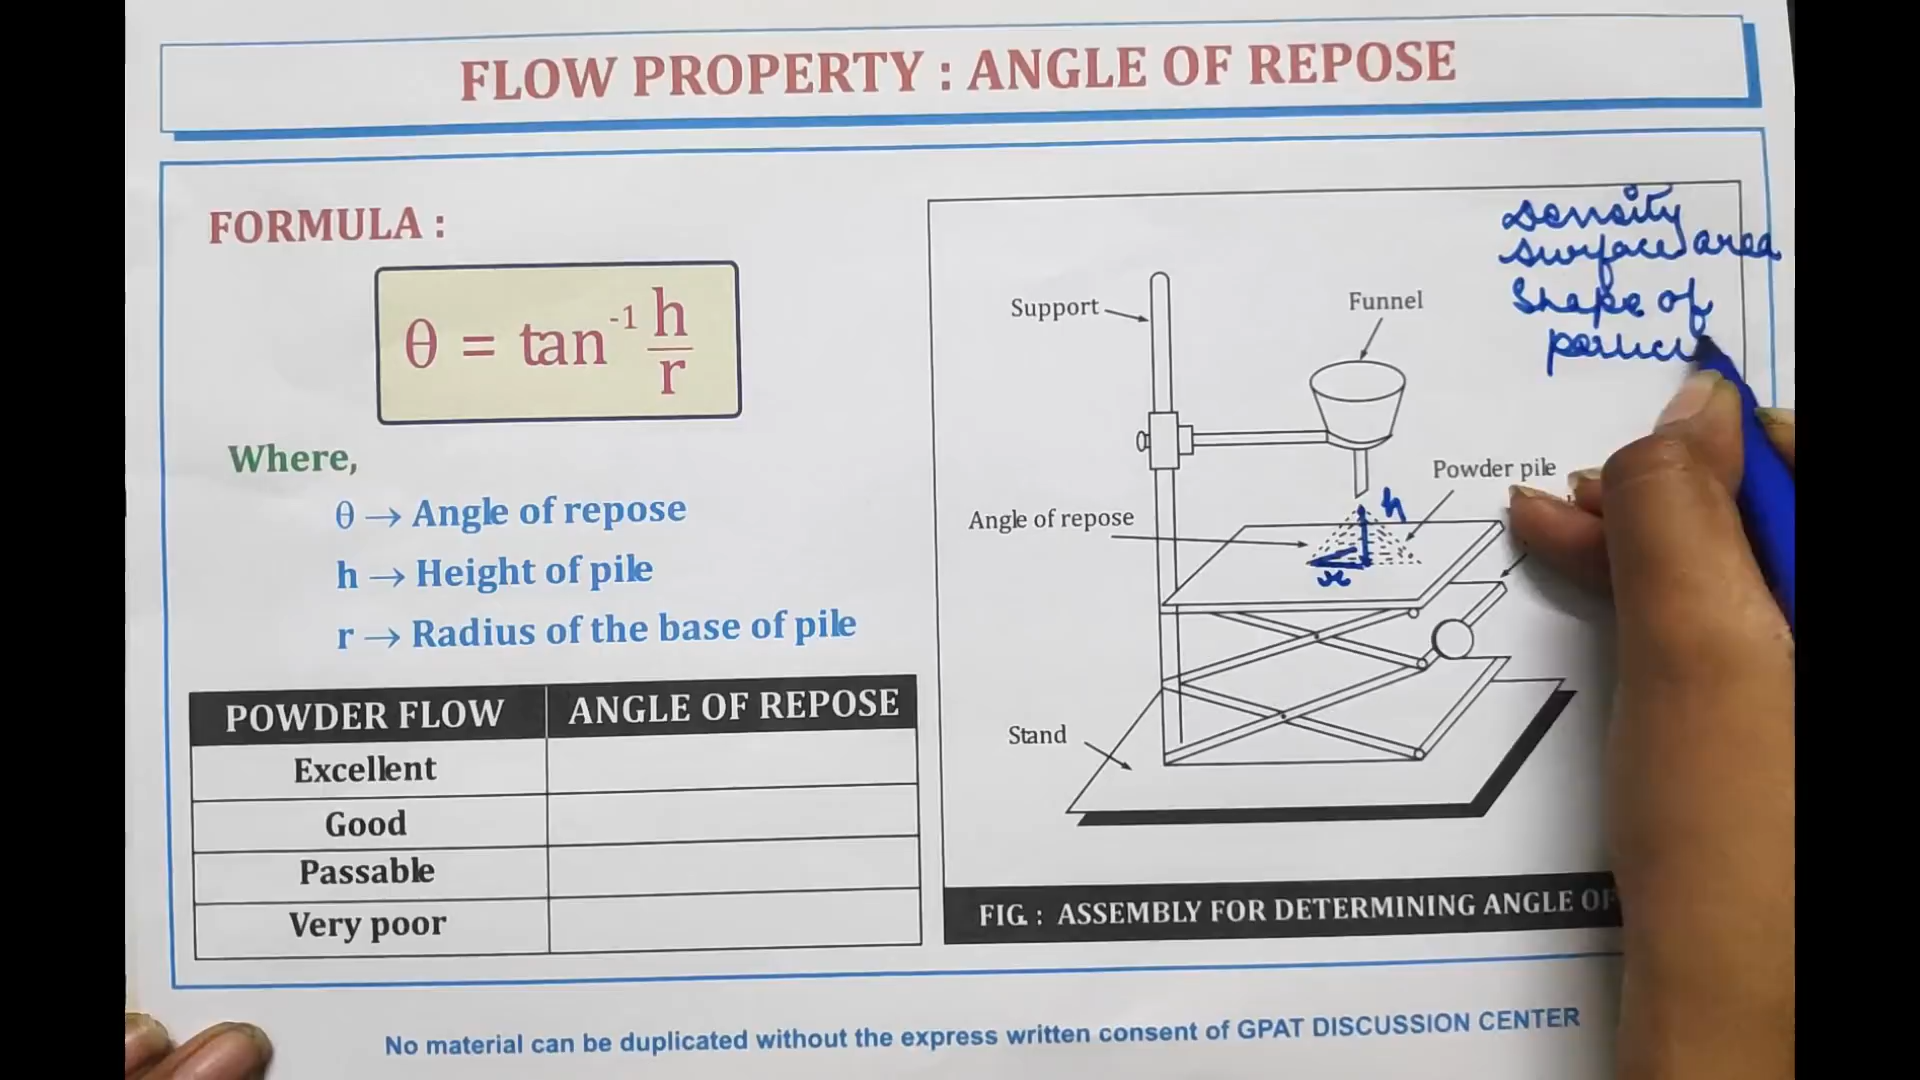 FLOW PROPERTY : ANGLE OF REPOSE
FORMULA :
θ = tan⁻¹ h/r
Where,
θ → Angle of repose
h → Height of pile
r → Radius of the base of pile
POWDER FLOW ANGLE OF REPOSE
Excellent
Good
Passable
Very poor
Density
surface area
Shape of
Support
Funnel
Powder pile
h
Angle of repose
r
Stand
FIG. : ASSEMBLY FOR DETERMINING ANGLE OF
No material can be duplicated without the express written consent of GPAT DISCUSSION CENTER